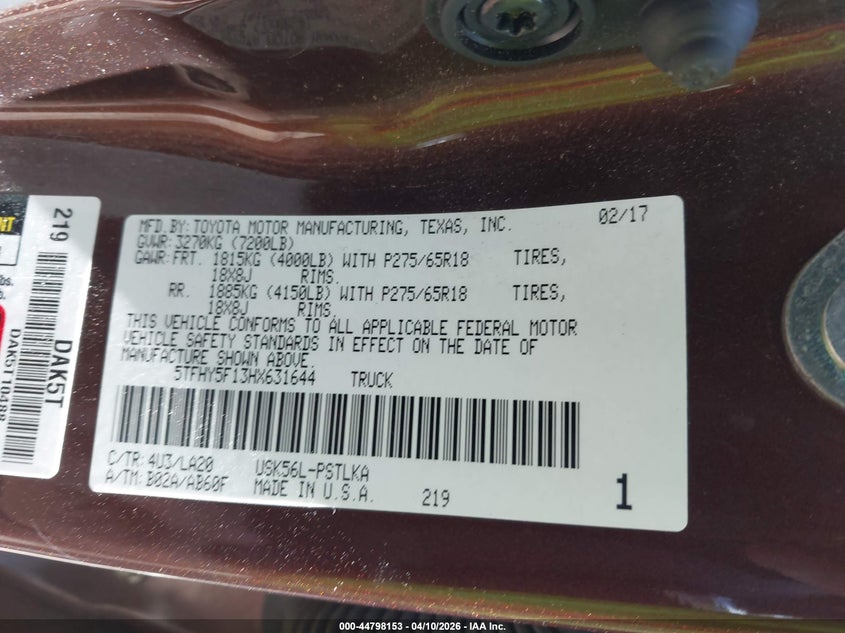 219
NT
bs.
b.
DAK5T
DAK5T10488
MFD.BY:TOYOTA MOTOR MANUFACTURING, TEXAS, INC. 02/17
GVWR:3270KG (7200LB)
GAWR:FRT. 1815KG (4000LB) WITH P275/65R18 TIRES,
18X8J RIMS.
RR. 1885KG (4150LB) WITH P275/65R18 TIRES,
18X8J RIMS.
THIS VEHICLE CONFORMS TO ALL APPLICABLE FEDERAL MOTOR
VEHICLE SAFETY STANDARDS IN EFFECT ON THE DATE OF
MANUFACTURE SHOWN ABOVE.
5TFHY5F13HX631644 TRUCK
C/TR:4U3/LA20 USK56L-PSTLKA
A/TM:B02A/AB60F MADE IN U.S.A. 219 1
000-44798153 - 04/10/2026 - IAA Inc.